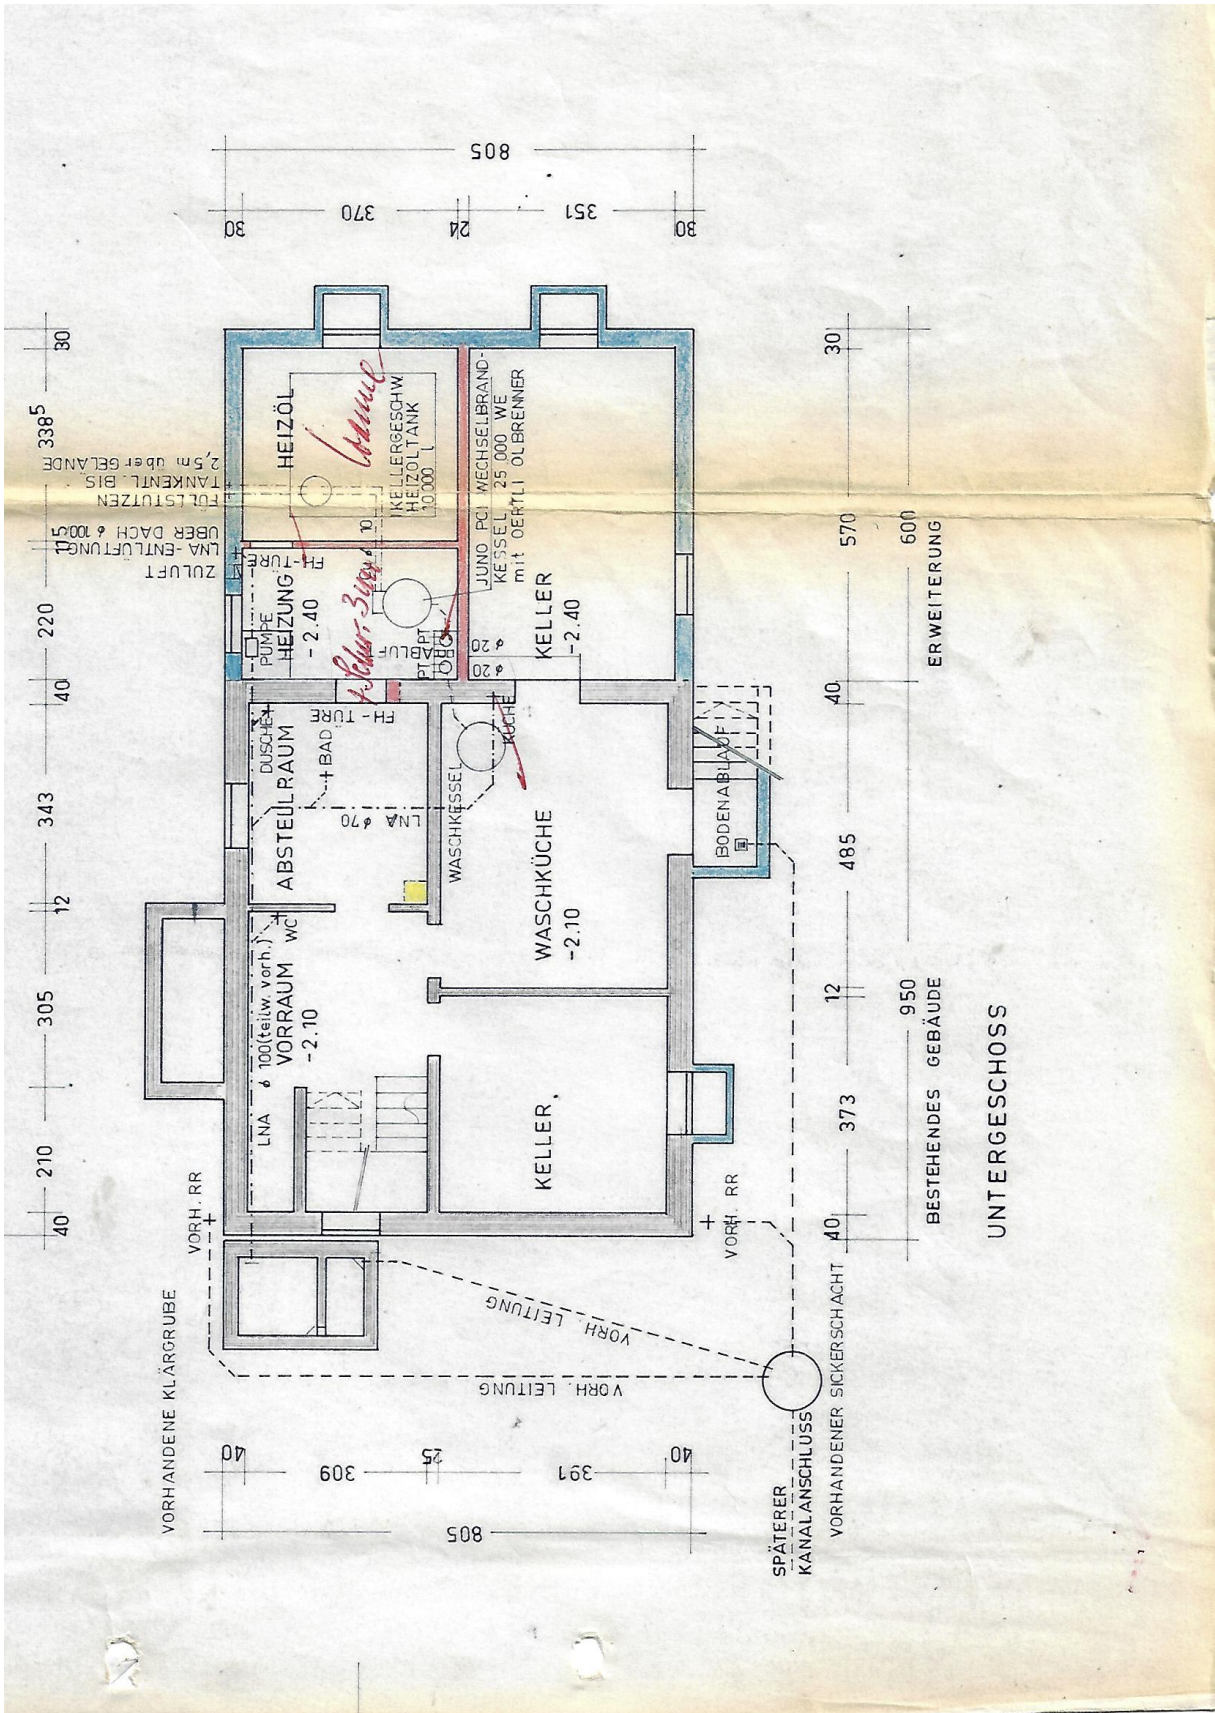 805
30 370 24 351 30
40 210 305 12 343 40 220 11⁵ 338⁵ 30
ZULUFT
LNA-ENTLÜFTUNG
ÜBER DACH ϕ 100
FÜLLSTUTZEN
TANKENTL. BIS
2,5m über GELÄNDE
HEIZÖL
KELLERGESCHW.
HEIZÖLTANK
10 000 l
FH-TÜRE
PUMPE
HEIZUNG
-2.40
ABLUFT
PT PT
ϕ 20 ϕ 20
JUNO PCI WECHSELBRAND-
KESSEL 25 000 WE
mit OERTLI ÖLBRENNER
KELLER
-2.40
DUSCHE
FH-TÜRE
BAD
ABSTELLRAUM
LNA ϕ 70
KÜCHE
WASCHKESSEL
WASCHKÜCHE
-2.10
BODENABLAUF
LNA ϕ 100 (teilw. vorh.)
WC
VORRAUM
-2.10
KELLER
VORH. RR
VORH. RR
VORHANDENE KLÄRGRUBE
VORH. LEITUNG
VORH. LEITUNG
40 309 25 391 40
805
SPÄTERER
KANALANSCHLUSS
VORHANDENER SICKERSCHACHT
40 373 12 485 40 570 30
950 600
BESTEHENDES GEBÄUDE
ERWEITERUNG
UNTERGESCHOSS